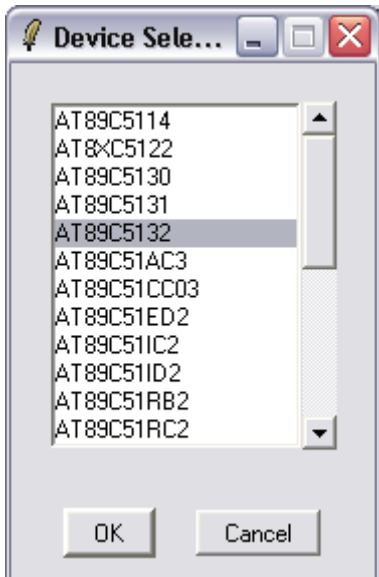 Device Sele...
AT89C5114
AT8XC5122
AT89C5130
AT89C5131
AT89C5132
AT89C51AC3
AT89C51CC03
AT89C51ED2
AT89C51IC2
AT89C51ID2
AT89C51RB2
AT89C51RC2
OK
Cancel